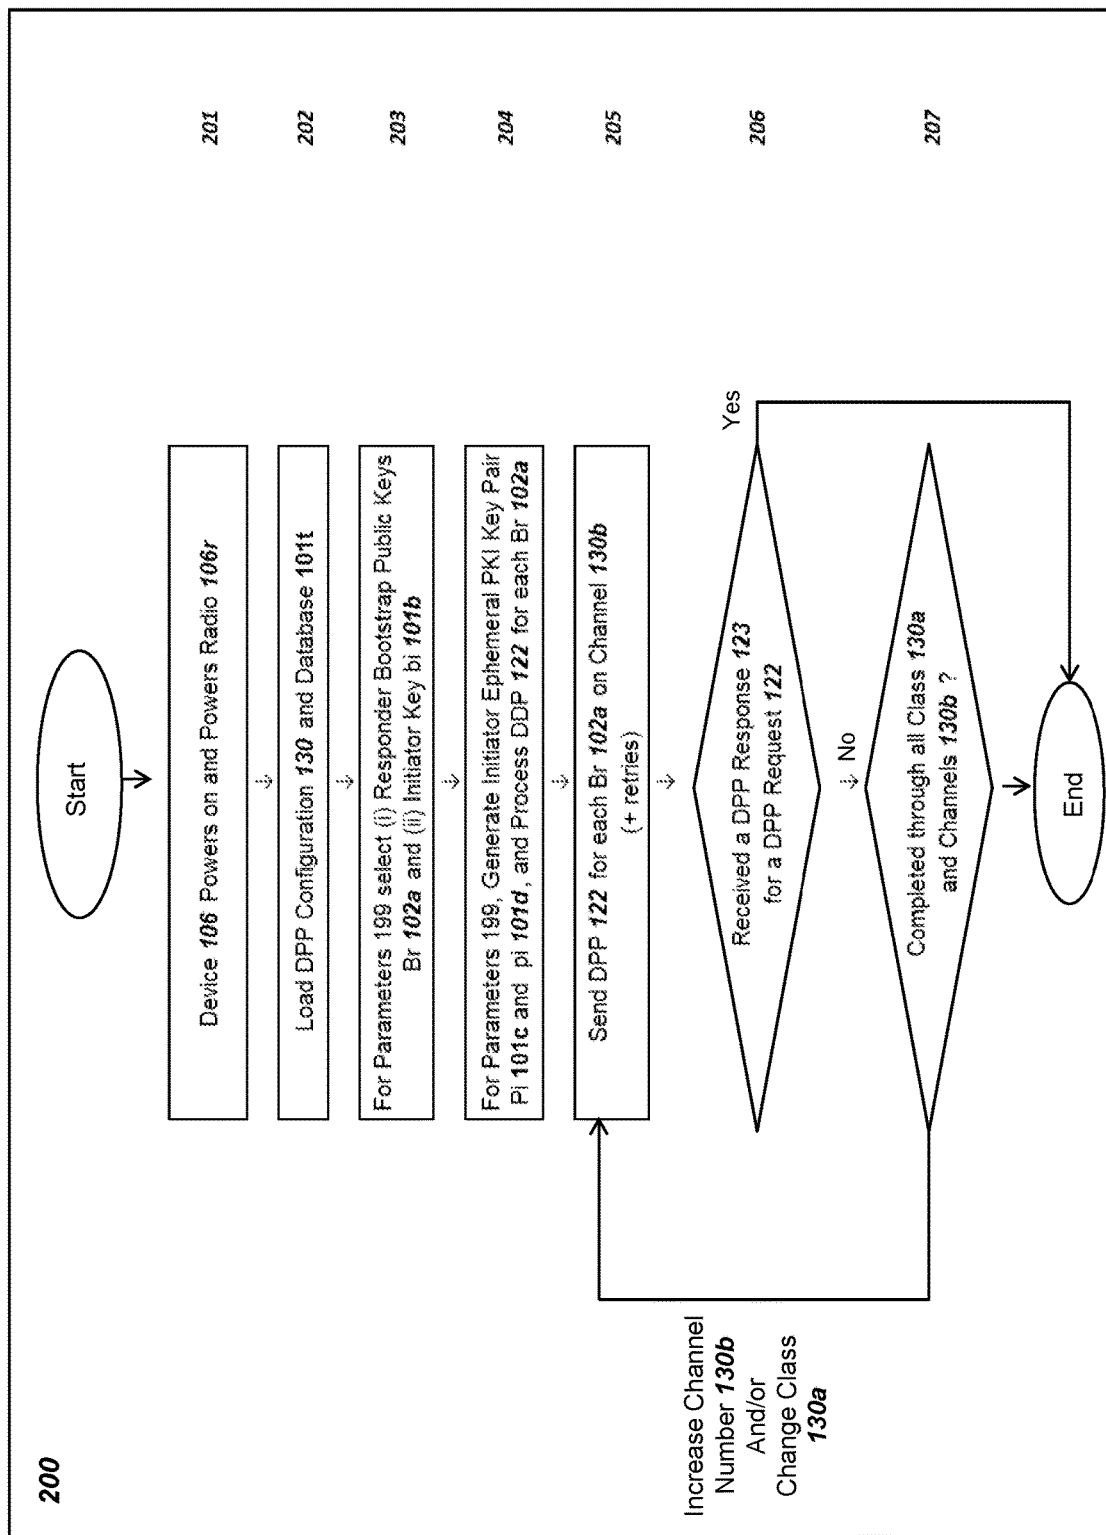 200
Start
Device 106 Powers on and Powers Radio 106r
201
Load DPP Configuration 130 and Database 101t
202
For Parameters 199 select (i) Responder Bootstrap Public Keys
Br 102a and (ii) Initiator Key bi 101b
203
For Parameters 199, Generate Initiator Ephemeral PKI Key Pair
Pi 101c and pi 101d, and Process DDP 122 for each Br 102a
204
Send DPP 122 for each Br 102a on Channel 130b
(+ retries)
205
Received a DPP Response 123
for a DPP Request 122
206
Yes
No
Completed through all Class 130a
and Channels 130b ?
207
Increase Channel
Number 130b
And/or
Change Class
130a
End